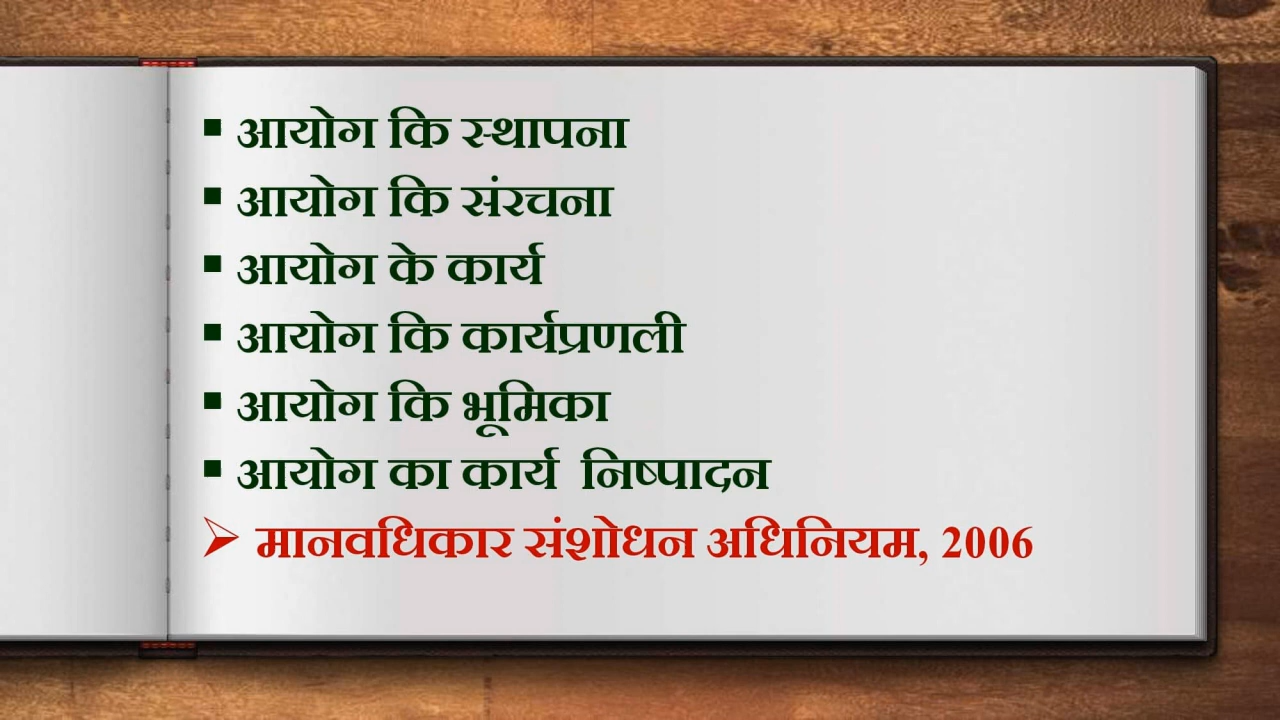 ▪ आयोग कि स्थापना
▪ आयोग कि संरचना
▪ आयोग के कार्य
▪ आयोग कि कार्यप्रणली
▪ आयोग कि भूमिका
▪ आयोग का कार्य निष्पादन
➢ मानवधिकार संशोधन अधिनियम, 2006